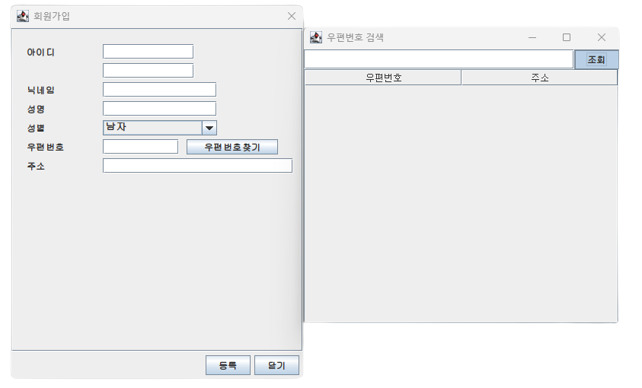 회원가입
아이디
닉네임
성명
성별 남자
우편번호 우편번호찾기
주소
등록 닫기
우편번호 검색
조회
우편번호 주소